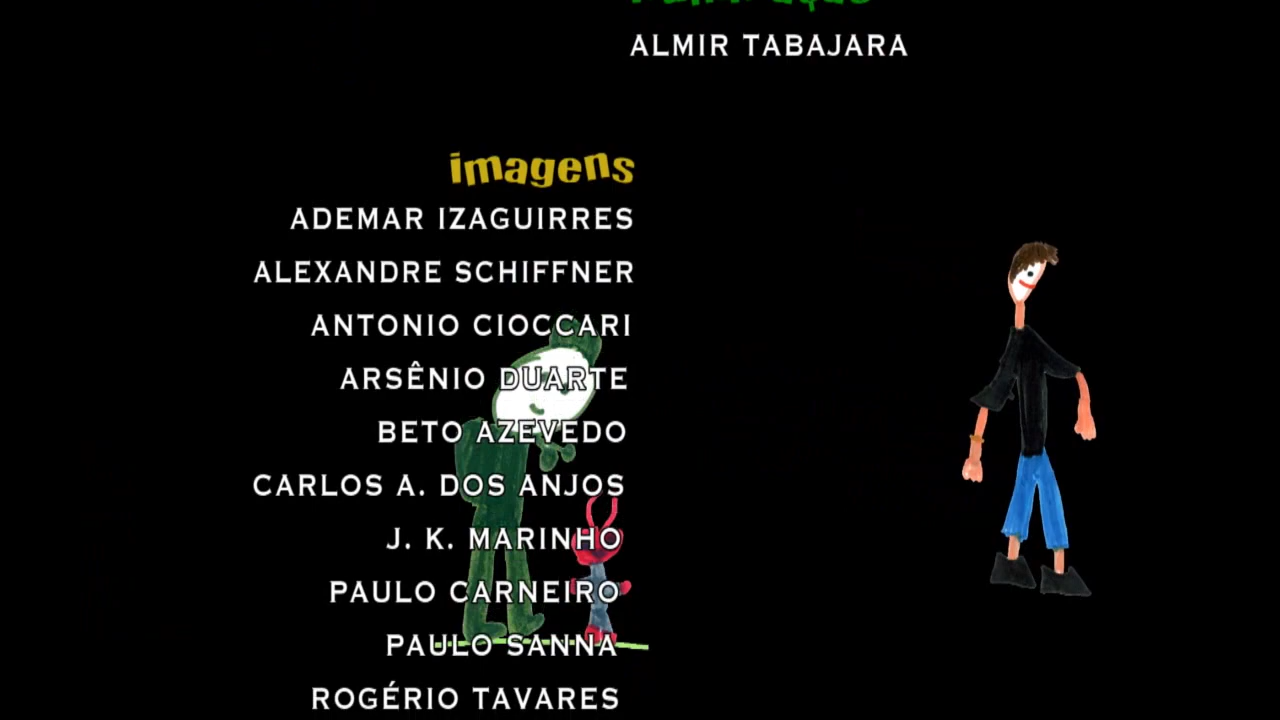 ALMIR TABAJARA
imagens
ADEMAR IZAGUIRRES
ALEXANDRE SCHIFFNER
ANTONIO CIOCCARI
ARSÊNIO DUARTE
BETO AZEVEDO
CARLOS A. DOS ANJOS
J. K. MARINHO
PAULO CARNEIRO
PAULO SANNA
ROGÉRIO TAVARES